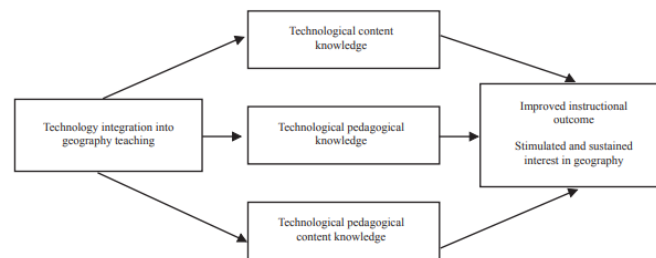 Technological content
knowledge
Technology integration into
geography teaching
Technological pedagogical
knowledge
Improved instructional
outcome
Stimulated and sustained
interest in geography
Technological pedagogical
content knowledge